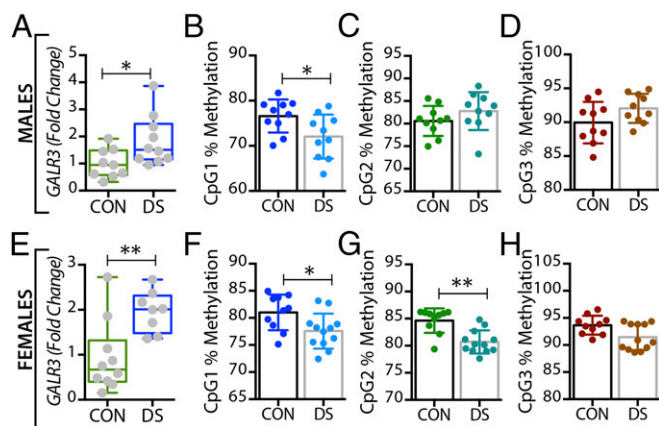 A B C D
MALES
GALR3 (Fold Change)
5
4
3
2
1
0
*
CON DS
CpG1 % Methylation
90
80
70
60
*
CON DS
CpG2 % Methylation
95
90
85
80
75
70
65
CON DS
CpG3 % Methylation
100
95
90
85
80
CON DS
E F G H
FEMALES
GALR3 (Fold Change)
3
2
1
0
**
CON DS
CpG1 % Methylation
90
85
80
75
70
65
*
CON DS
CpG2 % Methylation
95
90
85
80
75
70
**
CON DS
CpG3 % Methylation
105
100
95
90
85
80
CON DS